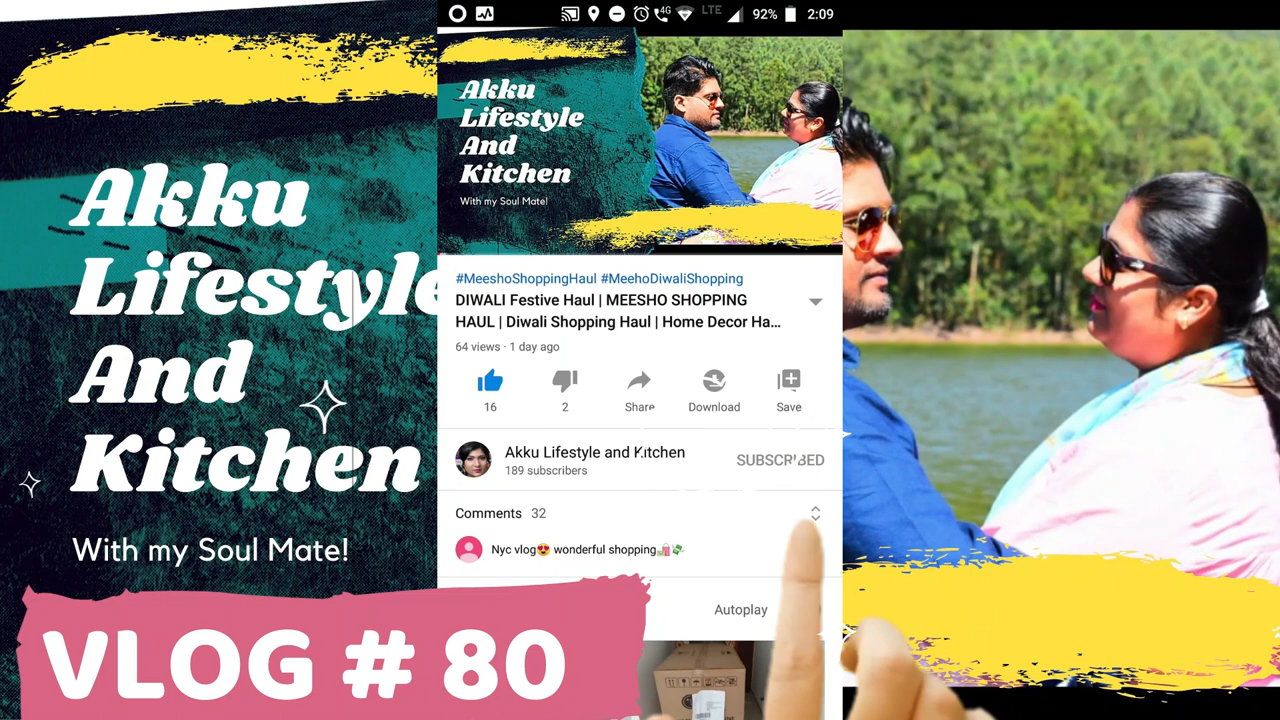 Akku
Lifestyle
And
Kitchen
With my Soul Mate!
VLOG # 80
4G
LTE
92%
2:09
Akku
Lifestyle
And
Kitchen
With my Soul Mate!
#MeeshoShoppingHaul #MeehoDiwaliShopping
DIWALI Festive Haul | MEESHO SHOPPING
HAUL | Diwali Shopping Haul | Home Decor Ha...
64 views · 1 day ago
16
2
Share
Download
Save
Akku Lifestyle and Kitchen
189 subscribers
SUBSCRIBED
Comments 32
Nyc vlog😍 wonderful shopping🛍️💸
Autoplay